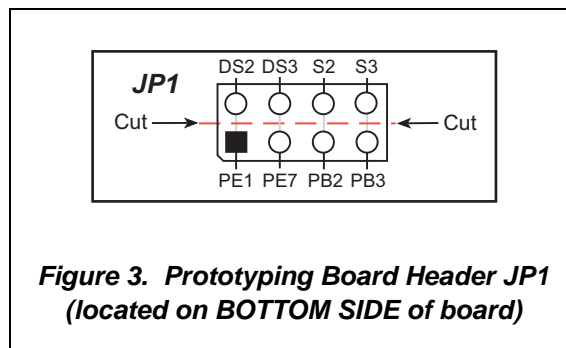 DS2 DS3 S2 S3
JP1
Cut Cut
PE1 PE7 PB2 PB3
Figure 3. Prototyping Board Header JP1
(located on BOTTOM SIDE of board)